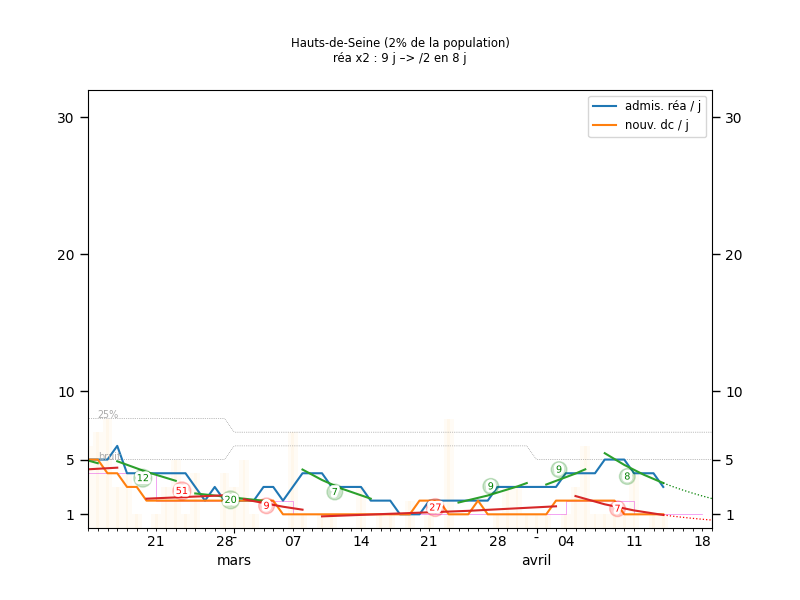 Hauts-de-Seine (2% de la population)
réa x2 : 9 j –> /2 en 8 j
admis. réa / j
nouv. dc / j
30 30
20 20
10 10
25%
bruit
5 5
1 1
12 51 20 9 7 27 9 9 7 8
21 28 07 14 21 28 04 11 18
mars avril